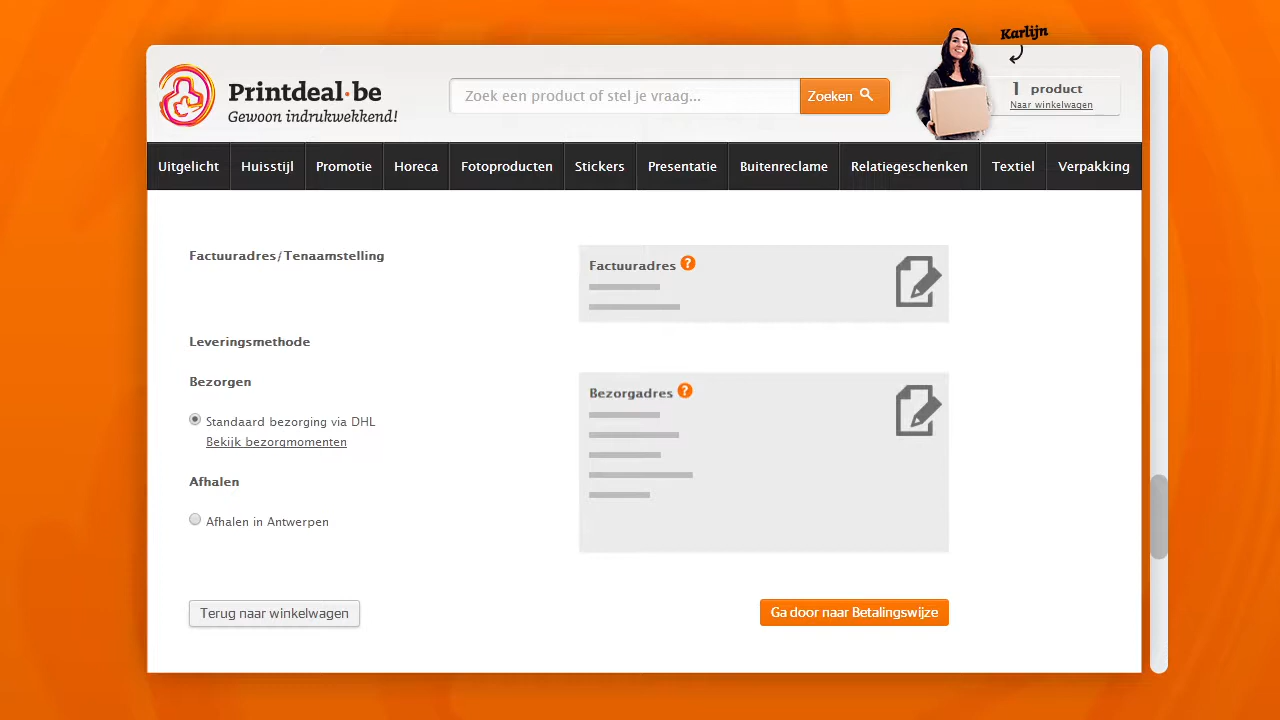 Karlijn
Printdeal·be
Gewoon indrukwekkend!
Zoek een product of stel je vraag...
Zoeken
1 product
Naar winkelwagen
Uitgelicht
Huisstijl
Promotie
Horeca
Fotoproducten
Stickers
Presentatie
Buitenreclame
Relatiegeschenken
Textiel
Verpakking
Factuuradres/Tenaamstelling
Factuuradres ?
Leveringsmethode
Bezorgen
Bezorgadres ?
Standaard bezorging via DHL
Bekijk bezorgmomenten
Afhalen
Afhalen in Antwerpen
Terug naar winkelwagen
Ga door naar Betalingswijze